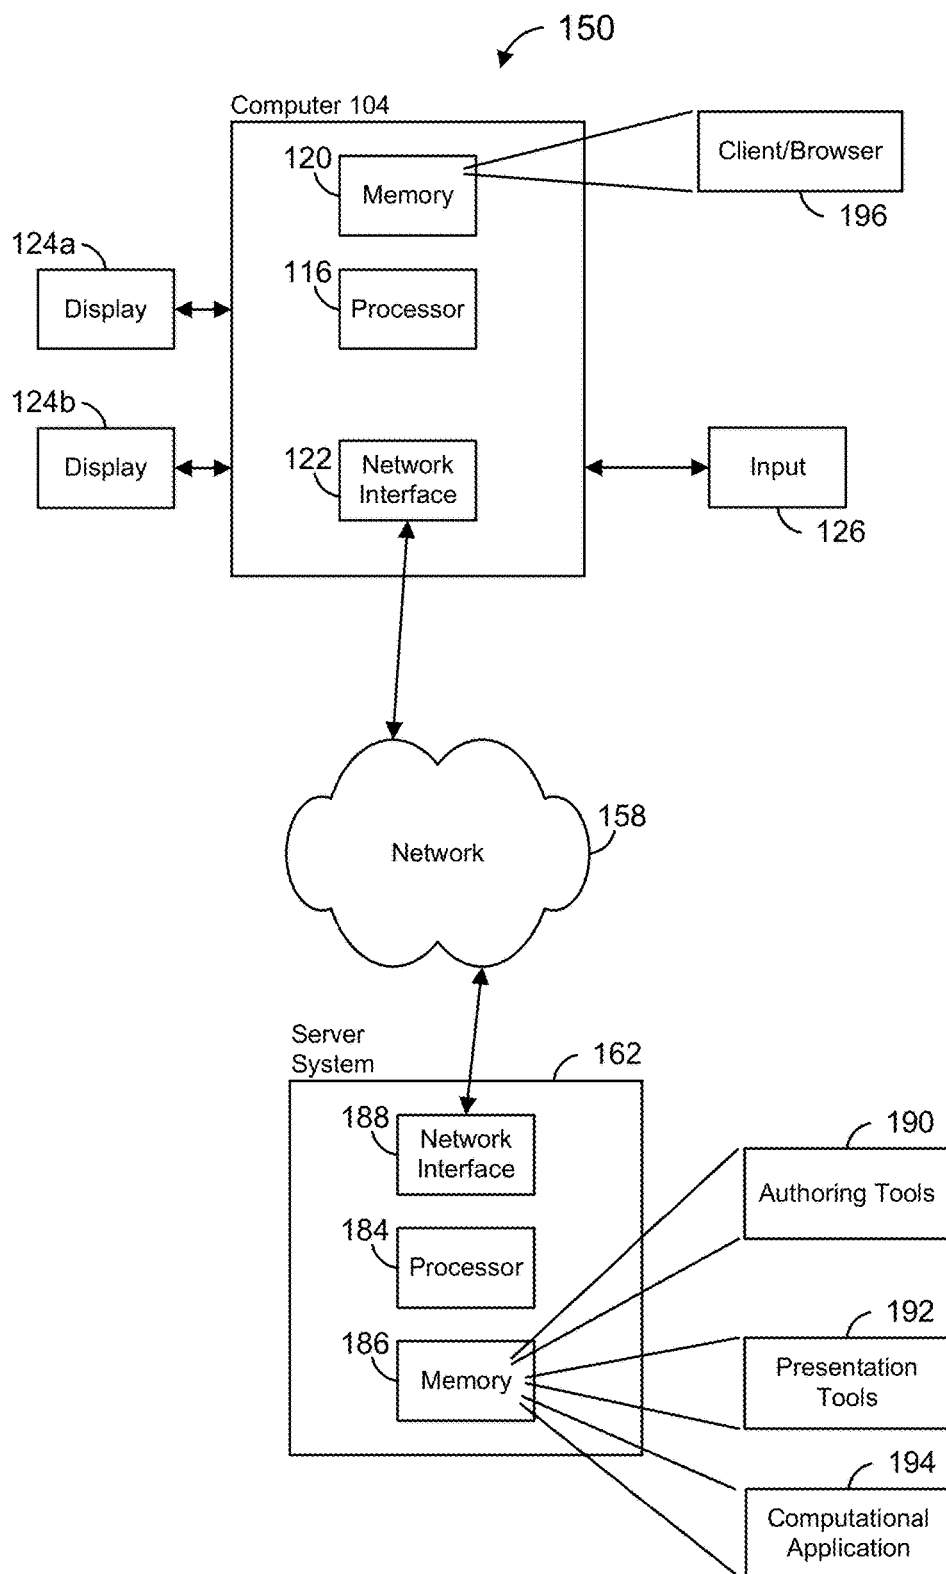 150
Computer 104
120
Memory
Client/Browser
196
124a
Display
116
Processor
124b
Display
122
Network
Interface
Input
126
Network
158
Server
System
162
188
Network
Interface
190
Authoring Tools
184
Processor
186
Memory
192
Presentation
Tools
194
Computational
Application